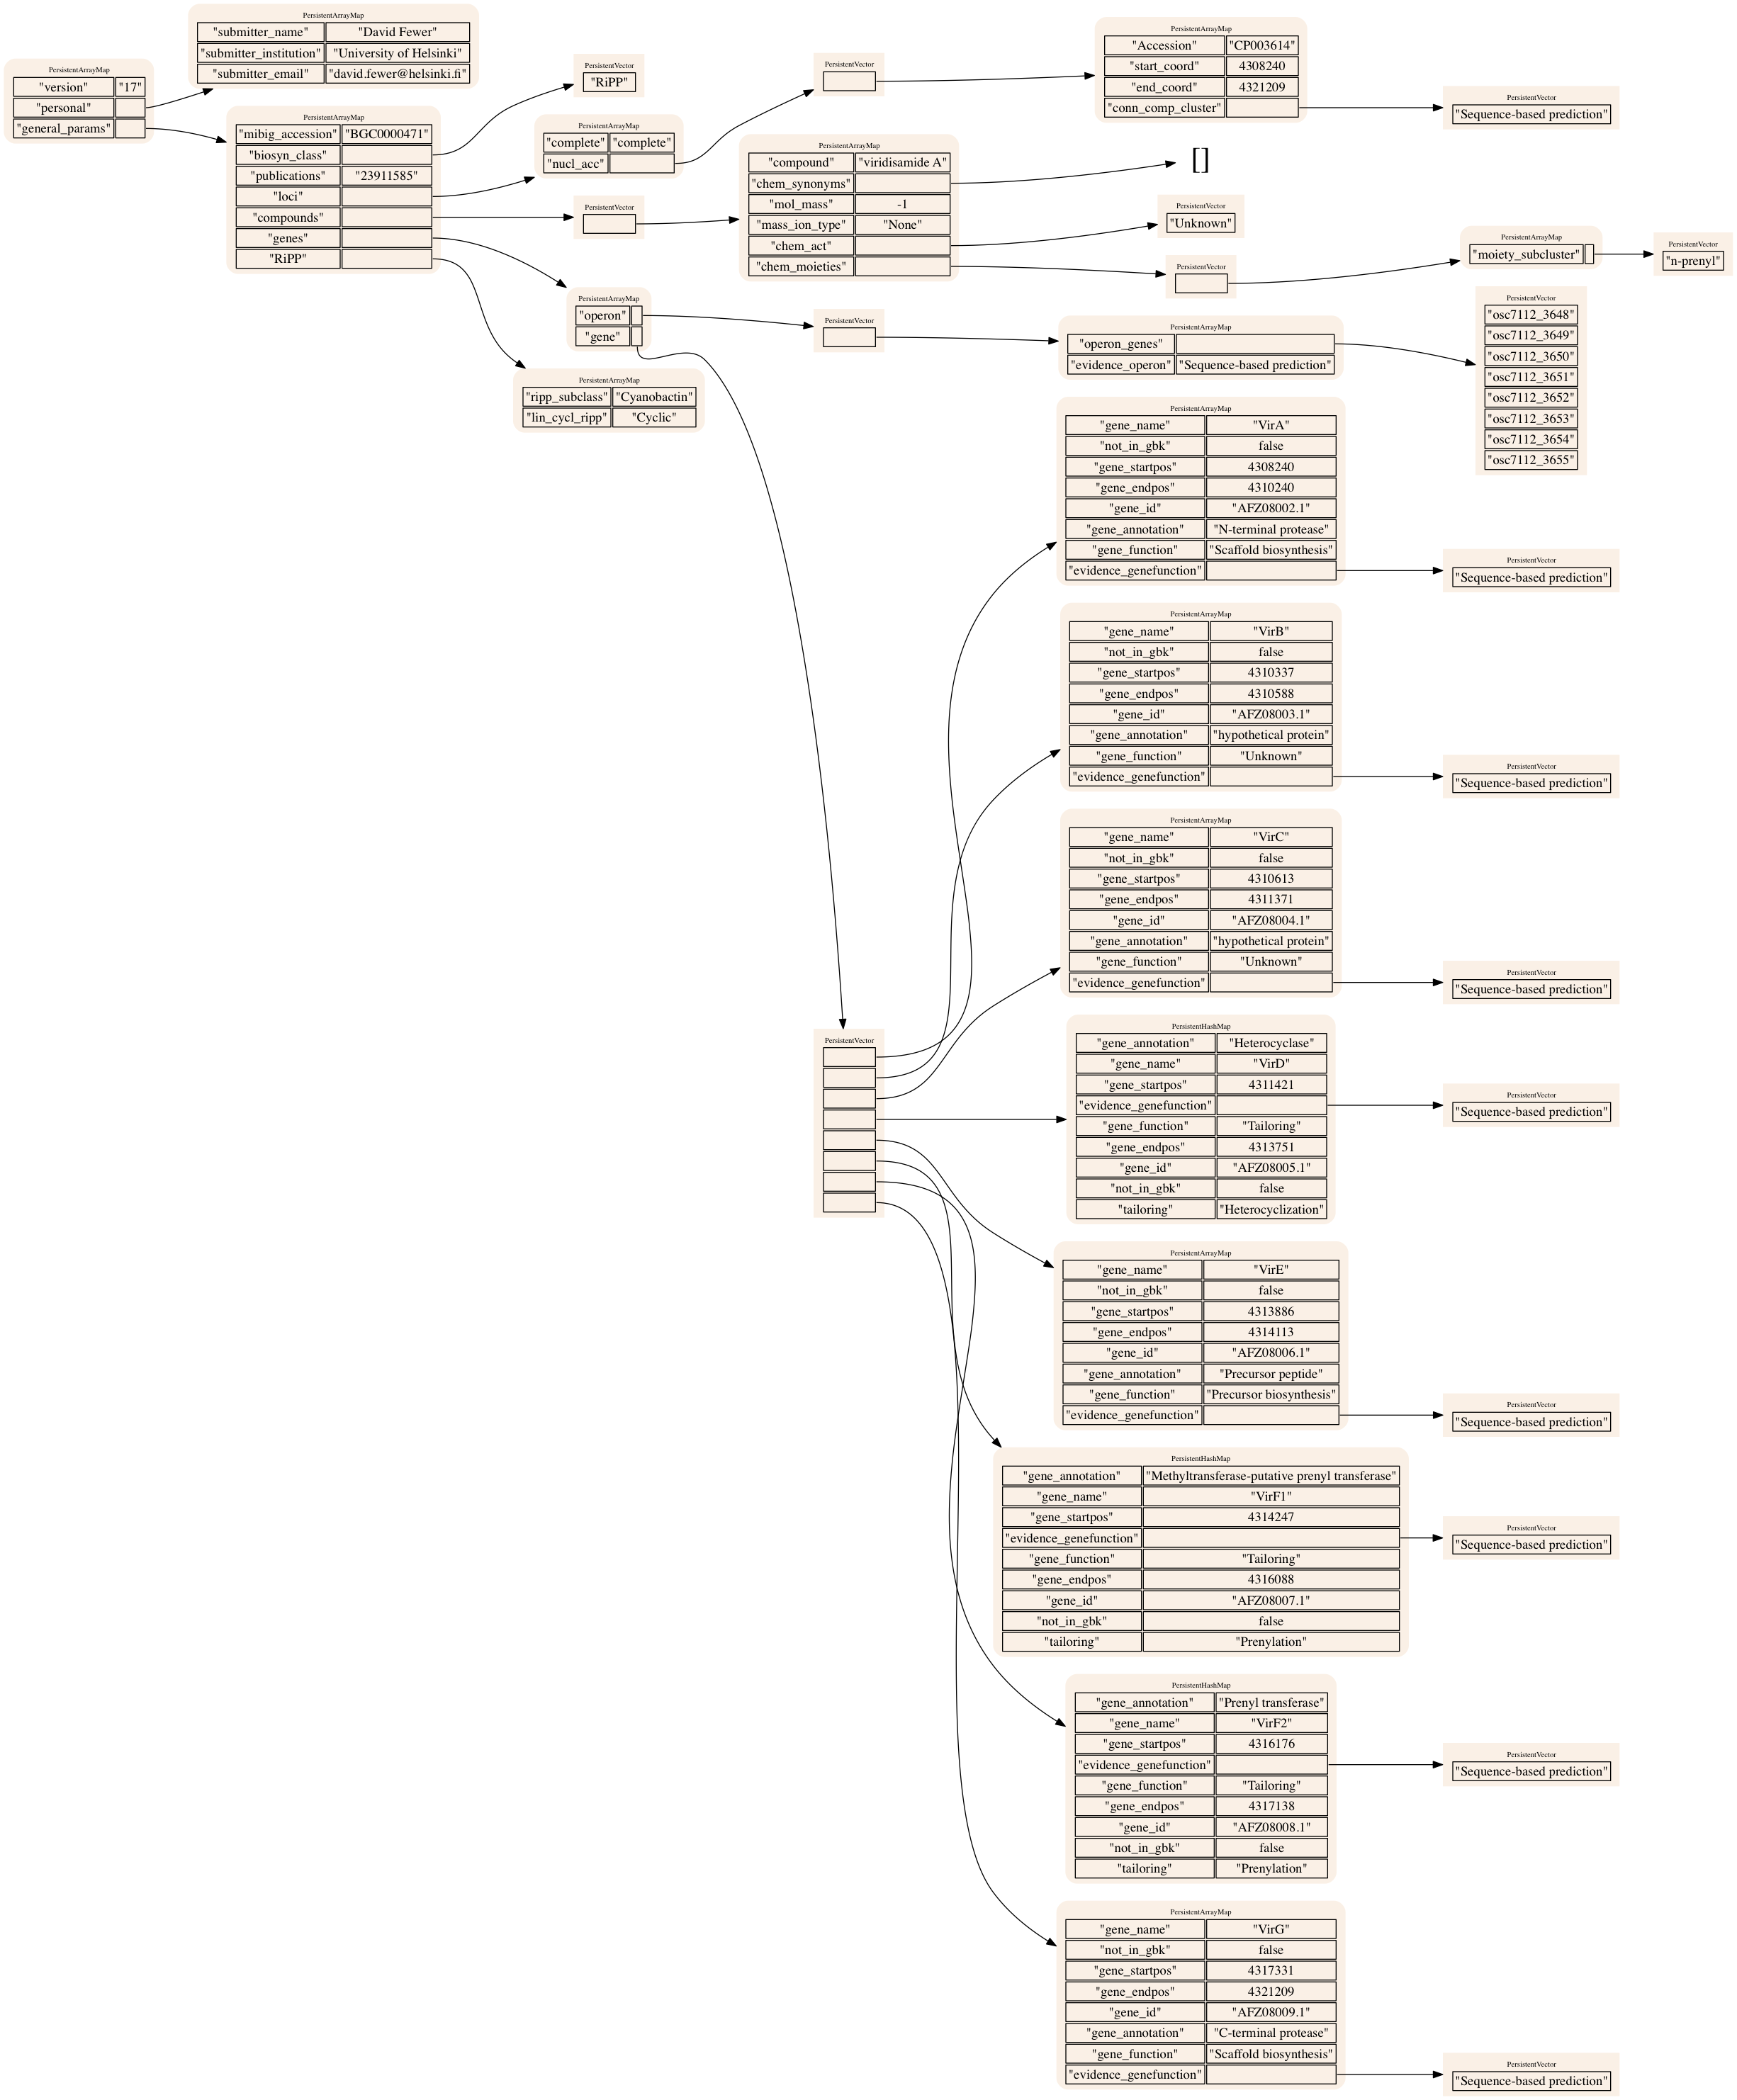 PersistentArrayMap
"version" "17"
"personal"
"general_params"
PersistentArrayMap
"submitter_name" "David Fewer"
"submitter_institution" "University of Helsinki"
"submitter_email" "david.fewer@helsinki.fi"
PersistentArrayMap
"mibig_accession" "BGC0000471"
"biosyn_class"
"publications" "23911585"
"loci"
"compounds"
"genes"
"RiPP"
PersistentVector
"RiPP"
PersistentArrayMap
"complete" "complete"
"nucl_acc"
PersistentVector
PersistentArrayMap
"Accession" "CP003614"
"start_coord" 4308240
"end_coord" 4321209
"conn_comp_cluster"
PersistentVector
"Sequence-based prediction"
PersistentVector
PersistentArrayMap
"compound" "viridisamide A"
"chem_synonyms"
"mol_mass" -1
"mass_ion_type" "None"
"chem_act"
"chem_moieties"
[]
PersistentVector
"Unknown"
PersistentVector
PersistentArrayMap
"moiety_subcluster"
PersistentVector
"n-prenyl"
PersistentArrayMap
"operon"
"gene"
PersistentVector
PersistentArrayMap
"operon_genes"
"evidence_operon" "Sequence-based prediction"
PersistentVector
"osc7112_3648"
"osc7112_3649"
"osc7112_3650"
"osc7112_3651"
"osc7112_3652"
"osc7112_3653"
"osc7112_3654"
"osc7112_3655"
PersistentArrayMap
"ripp_subclass" "Cyanobactin"
"lin_cycl_ripp" "Cyclic"
PersistentVector
PersistentArrayMap
"gene_name" "VirA"
"not_in_gbk" false
"gene_startpos" 4308240
"gene_endpos" 4310240
"gene_id" "AFZ08002.1"
"gene_annotation" "N-terminal protease"
"gene_function" "Scaffold biosynthesis"
"evidence_genefunction"
PersistentVector
"Sequence-based prediction"
PersistentArrayMap
"gene_name" "VirB"
"not_in_gbk" false
"gene_startpos" 4310337
"gene_endpos" 4310588
"gene_id" "AFZ08003.1"
"gene_annotation" "hypothetical protein"
"gene_function" "Unknown"
"evidence_genefunction"
PersistentVector
"Sequence-based prediction"
PersistentArrayMap
"gene_name" "VirC"
"not_in_gbk" false
"gene_startpos" 4310613
"gene_endpos" 4311371
"gene_id" "AFZ08004.1"
"gene_annotation" "hypothetical protein"
"gene_function" "Unknown"
"evidence_genefunction"
PersistentVector
"Sequence-based prediction"
PersistentHashMap
"gene_annotation" "Heterocyclase"
"gene_name" "VirD"
"gene_startpos" 4311421
"evidence_genefunction"
"gene_function" "Tailoring"
"gene_endpos" 4313751
"gene_id" "AFZ08005.1"
"not_in_gbk" false
"tailoring" "Heterocyclization"
PersistentVector
"Sequence-based prediction"
PersistentArrayMap
"gene_name" "VirE"
"not_in_gbk" false
"gene_startpos" 4313886
"gene_endpos" 4314113
"gene_id" "AFZ08006.1"
"gene_annotation" "Precursor peptide"
"gene_function" "Precursor biosynthesis"
"evidence_genefunction"
PersistentVector
"Sequence-based prediction"
PersistentHashMap
"gene_annotation" "Methyltransferase-putative prenyl transferase"
"gene_name" "VirF1"
"gene_startpos" 4314247
"evidence_genefunction"
"gene_function" "Tailoring"
"gene_endpos" 4316088
"gene_id" "AFZ08007.1"
"not_in_gbk" false
"tailoring" "Prenylation"
PersistentVector
"Sequence-based prediction"
PersistentHashMap
"gene_annotation" "Prenyl transferase"
"gene_name" "VirF2"
"gene_startpos" 4316176
"evidence_genefunction"
"gene_function" "Tailoring"
"gene_endpos" 4317138
"gene_id" "AFZ08008.1"
"not_in_gbk" false
"tailoring" "Prenylation"
PersistentVector
"Sequence-based prediction"
PersistentArrayMap
"gene_name" "VirG"
"not_in_gbk" false
"gene_startpos" 4317331
"gene_endpos" 4321209
"gene_id" "AFZ08009.1"
"gene_annotation" "C-terminal protease"
"gene_function" "Scaffold biosynthesis"
"evidence_genefunction"
PersistentVector
"Sequence-based prediction"